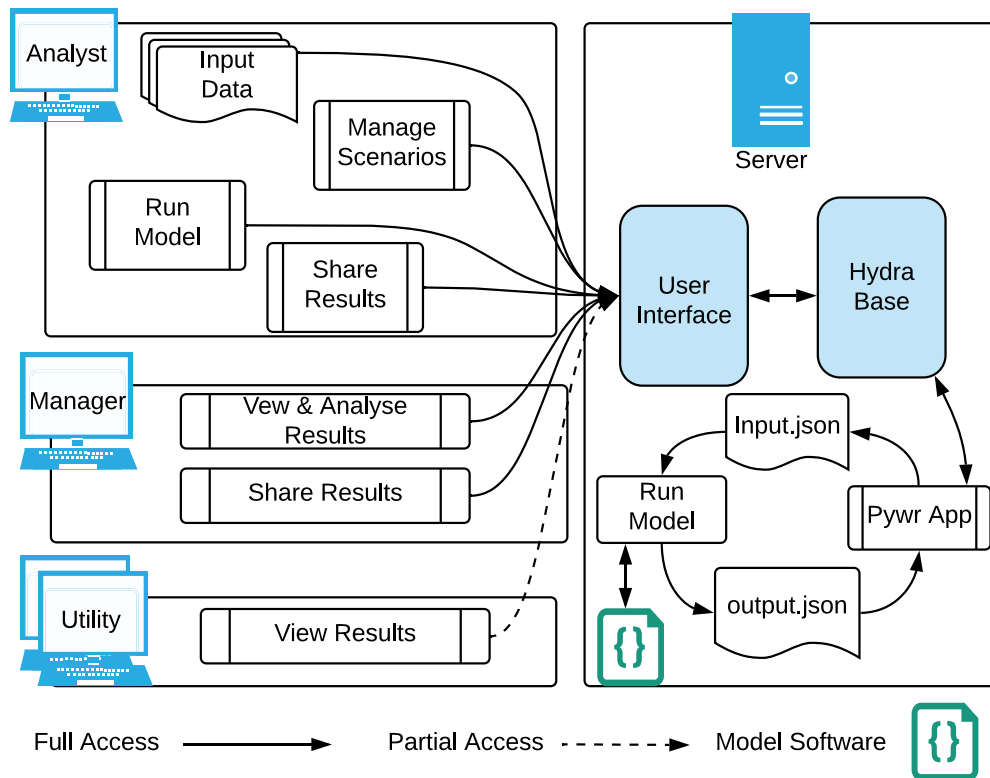 Analyst
Input
Data
Manage
Scenarios
Run
Model
Share
Results
Manager
Vew & Analyse
Results
Share Results
Utility
View Results
Server
User
Interface
Hydra
Base
Input.json
Run
Model
Pywr App
output.json
{}
Full Access
Partial Access
Model Software
{}